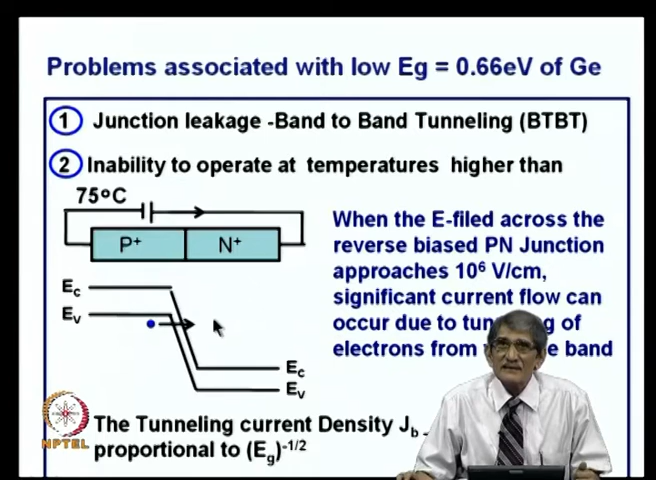 Problems associated with low Eg = 0.66eV of Ge
1 Junction leakage -Band to Band Tunneling (BTBT)
2 Inability to operate at temperatures higher than
75°C
P+ N+
When the E-filed across the
reverse biased PN Junction
approaches 10⁶ V/cm,
significant current flow can
occur due to of
electrons from band
Ec
Ev
Ec
Ev
The Tunneling current Density Jb
proportional to (Eg)-1/2
NPTEL